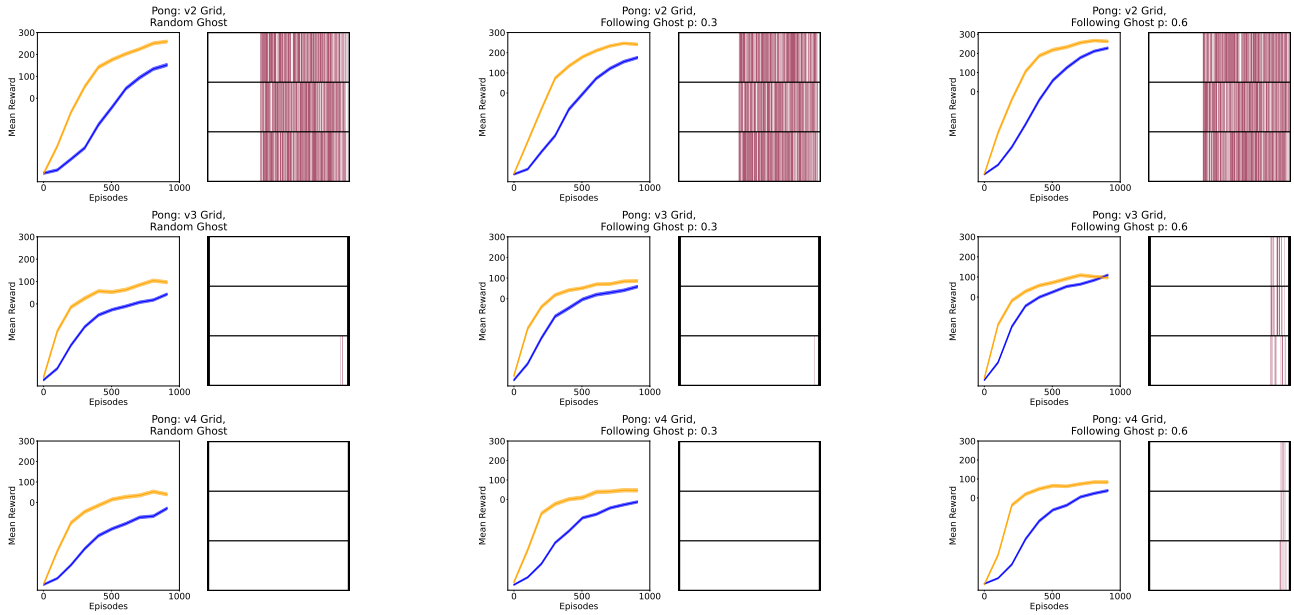 Pong: v2 Grid,
Random Ghost
300
200
100
0
Mean Reward
0
500
1000
Episodes
Pong: v2 Grid,
Following Ghost p: 0.3
300
200
100
0
Mean Reward
0
500
1000
Episodes
Pong: v2 Grid,
Following Ghost p: 0.6
300
200
100
0
Mean Reward
0
500
1000
Episodes
Pong: v3 Grid,
Random Ghost
300
200
100
0
Mean Reward
0
500
1000
Episodes
Pong: v3 Grid,
Following Ghost p: 0.3
300
200
100
0
Mean Reward
0
500
1000
Episodes
Pong: v3 Grid,
Following Ghost p: 0.6
300
200
100
0
Mean Reward
0
500
1000
Episodes
Pong: v4 Grid,
Random Ghost
300
200
100
0
Mean Reward
0
500
1000
Episodes
Pong: v4 Grid,
Following Ghost p: 0.3
300
200
100
0
Mean Reward
0
500
1000
Episodes
Pong: v4 Grid,
Following Ghost p: 0.6
300
200
100
0
Mean Reward
0
500
1000
Episodes